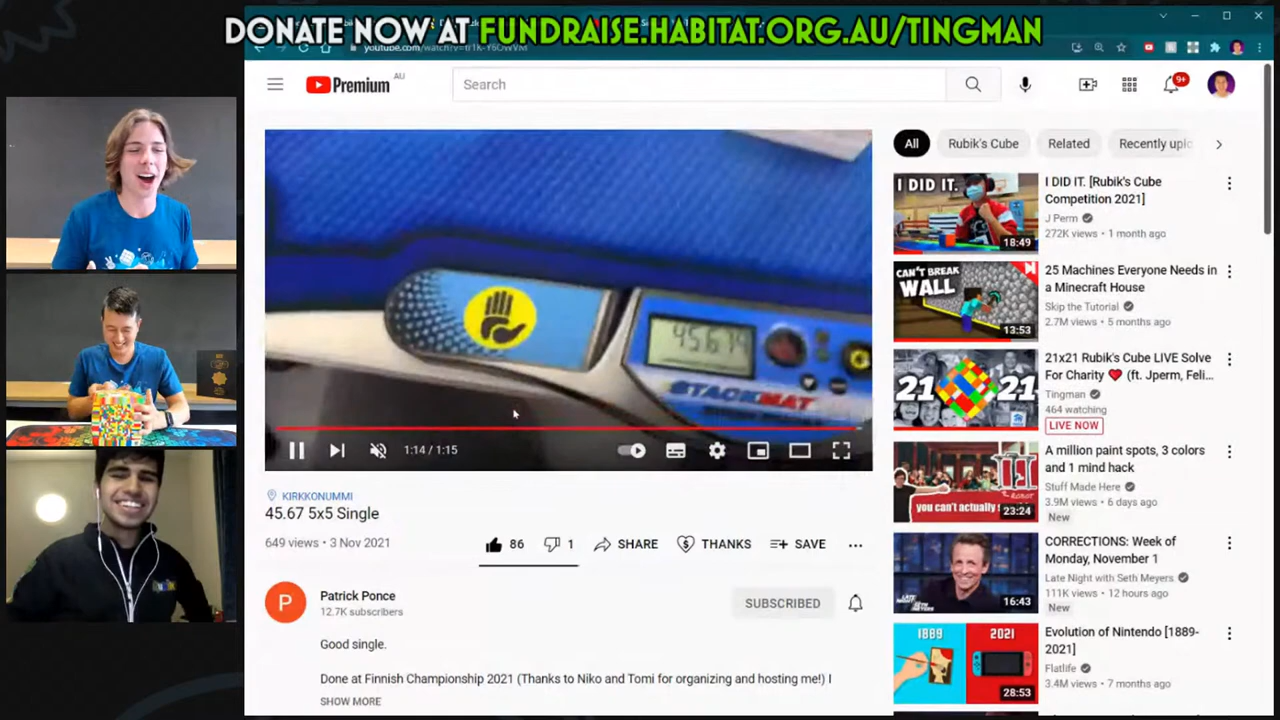 DONATE NOW AT FUNDRAISE.HABITAT.ORG.AU/TINGMAN
Premium AU
Search
9+
45.674
STACKMAT
1:14 / 1:15
KIRKKONUMMI
45.67 5x5 Single
649 views • 3 Nov 2021
86
1
SHARE
THANKS
SAVE
P
Patrick Ponce
12.7K subscribers
SUBSCRIBED
Good single.
Done at Finnish Championship 2021 (Thanks to Niko and Tomi for organizing and hosting me!) I
SHOW MORE
All
Rubik's Cube
Related
Recently uplo
I DID IT.
18:49
I DID IT. [Rubik's Cube
Competition 2021]
J Perm
272K views • 1 month ago
CAN'T BREAK
WALL
13:53
25 Machines Everyone Needs in
a Minecraft House
Skip the Tutorial
2.7M views • 5 months ago
21
21
21x21 Rubik's Cube LIVE Solve
For Charity ❤️ (ft. Jperm, Feli...
Tingman
464 watching
LIVE NOW
you can't actually
23:24
A million paint spots, 3 colors
and 1 mind hack
Stuff Made Here
3.9M views • 6 days ago
New
16:43
CORRECTIONS: Week of
Monday, November 1
Late Night with Seth Meyers
111K views • 12 hours ago
New
1889
2021
28:53
Evolution of Nintendo [1889-
2021]
Flatlife
3.4M views • 7 months ago